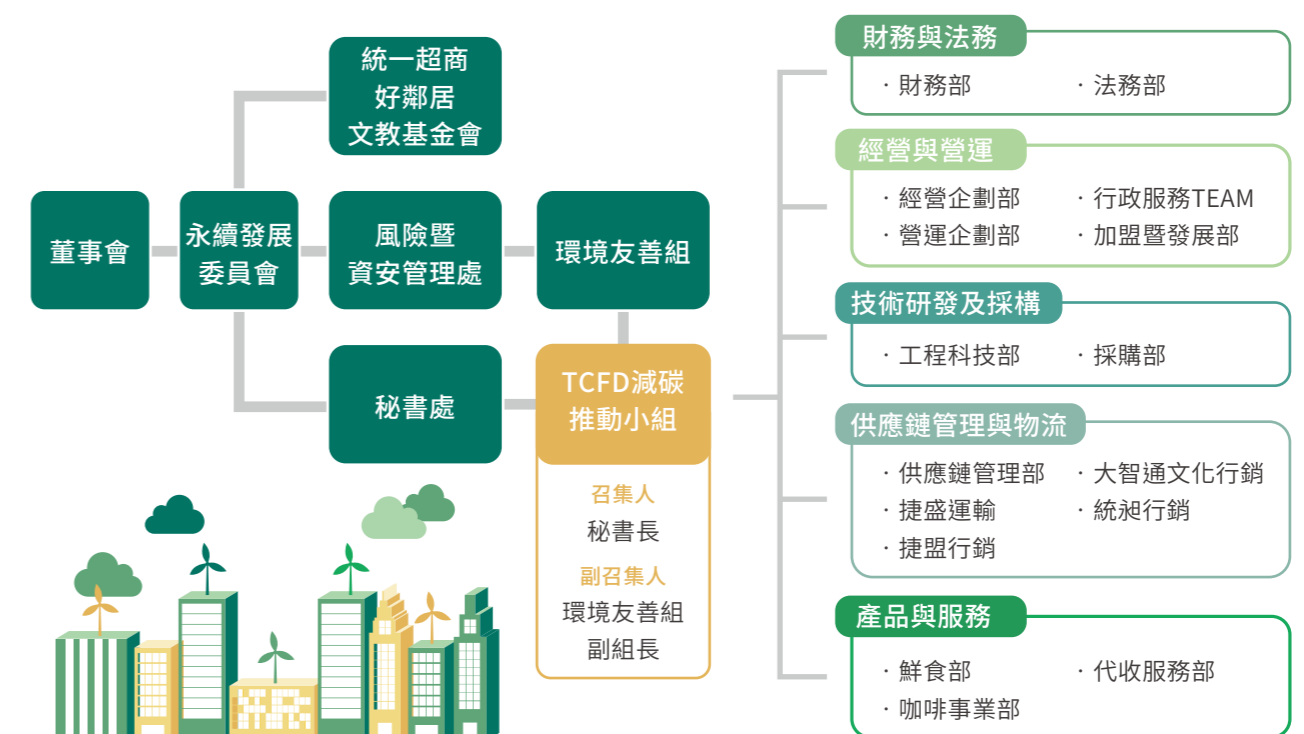 董事會
永續發展
委員會
統一超商
好鄰居
文教基金會
風險暨
資安管理處
秘書處
環境友善組
TCFD減碳
推動小組
召集人
秘書長
副召集人
環境友善組
副組長
財務與法務
·財務部 ·法務部
經營與營運
·經營企劃部 ·行政服務TEAM
·營運企劃部 ·加盟暨發展部
技術研發及採構
·工程科技部 ·採購部
供應鏈管理與物流
·供應鏈管理部 ·大智通文化行銷
·捷盛運輸 ·統昶行銷
·捷盟行銷
產品與服務
·鮮食部 ·代收服務部
·咖啡事業部